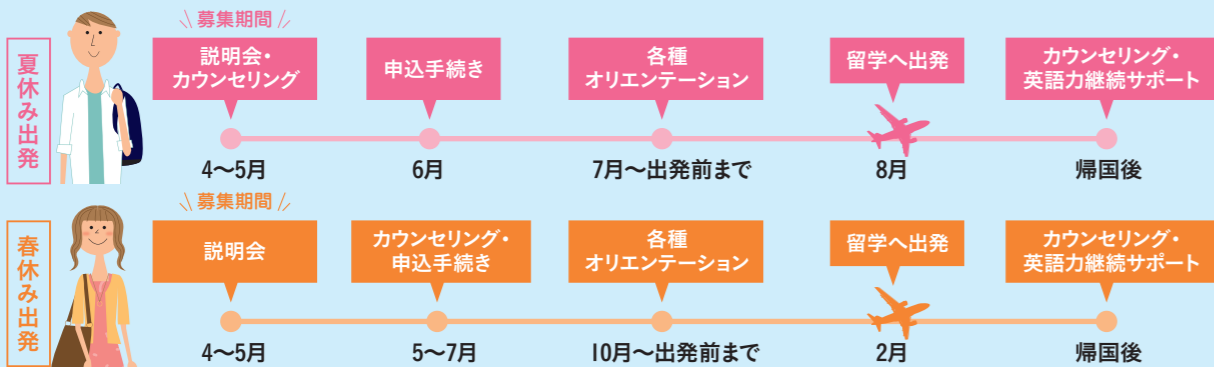 夏休み出発
募集期間
説明会・
カウンセリング
申込手続き
各種
オリエンテーション
留学へ出発
カウンセリング・
英語力継続サポート
4〜5月
6月
7月〜出発前まで
8月
帰国後
春休み出発
募集期間
説明会
カウンセリング・
申込手続き
各種
オリエンテーション
留学へ出発
カウンセリング・
英語力継続サポート
4〜5月
5〜7月
10月〜出発前まで
2月
帰国後